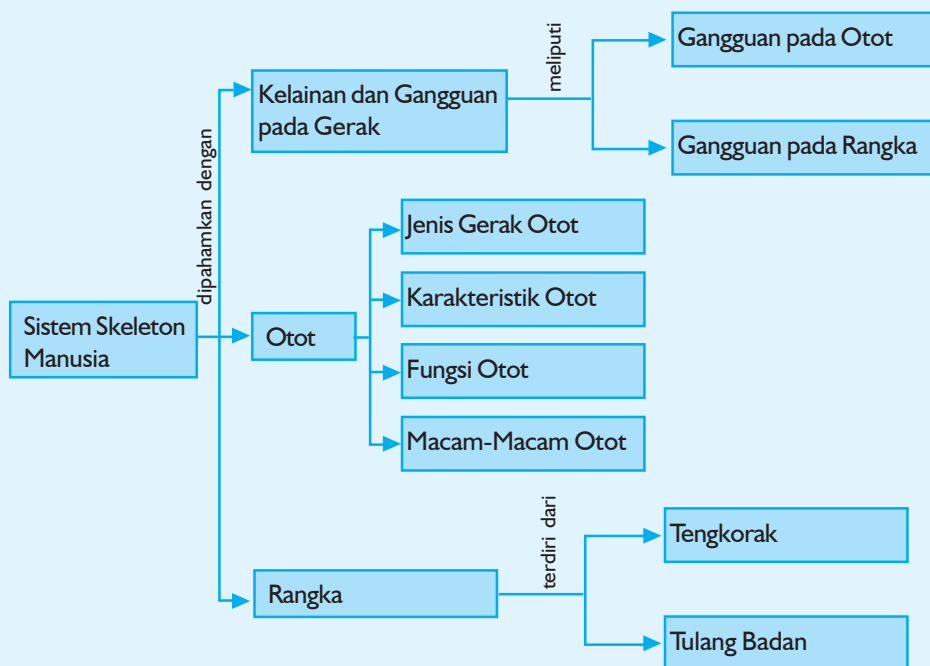 Sistem Skeleton
Manusia
dipahamkan dengan
Kelainan dan Gangguan
pada Gerak
meliputi
Gangguan pada Otot
Gangguan pada Rangka
Otot
Jenis Gerak Otot
Karakteristik Otot
Fungsi Otot
Macam-Macam Otot
Rangka
terdiri dari
Tengkorak
Tulang Badan